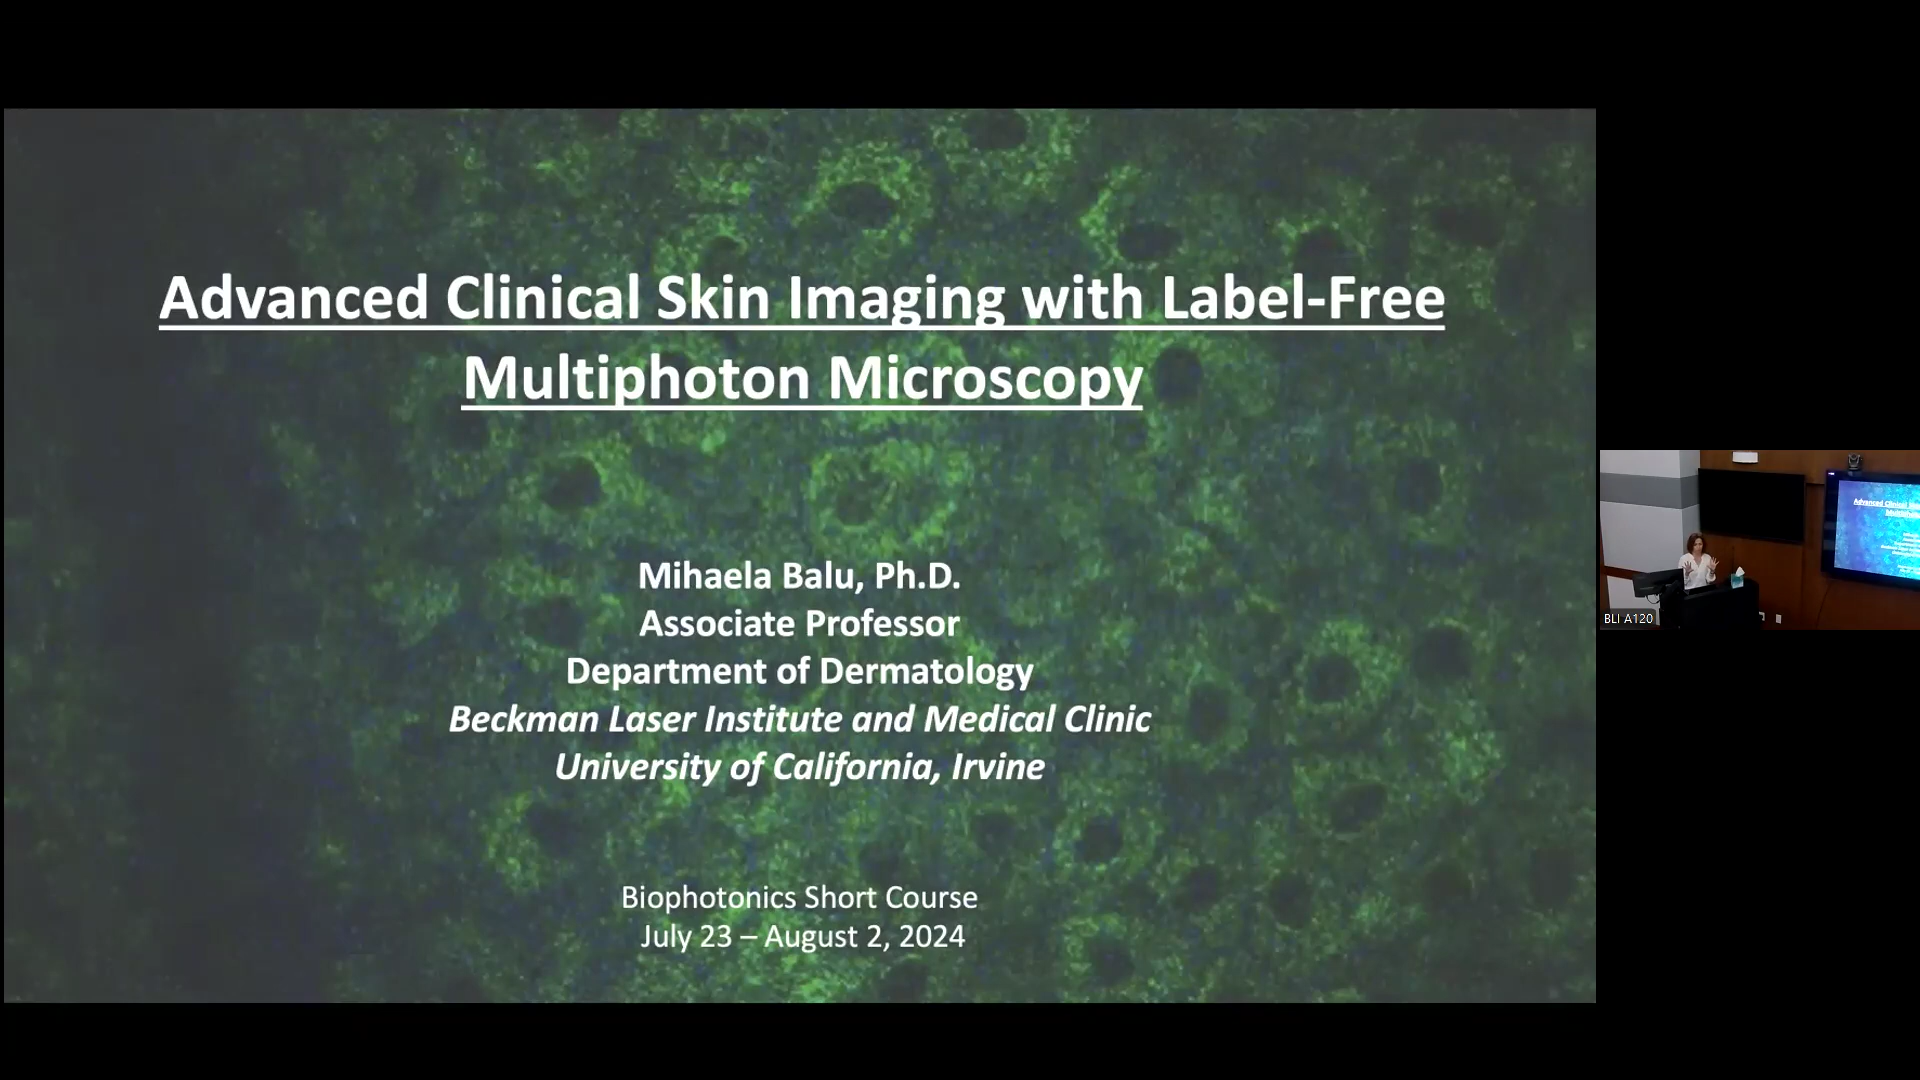 Advanced Clinical Skin Imaging with Label-Free
Multiphoton Microscopy
Mihaela Balu, Ph.D.
Associate Professor
Department of Dermatology
Beckman Laser Institute and Medical Clinic
University of California, Irvine
Biophotonics Short Course
July 23 – August 2, 2024
BLI A120